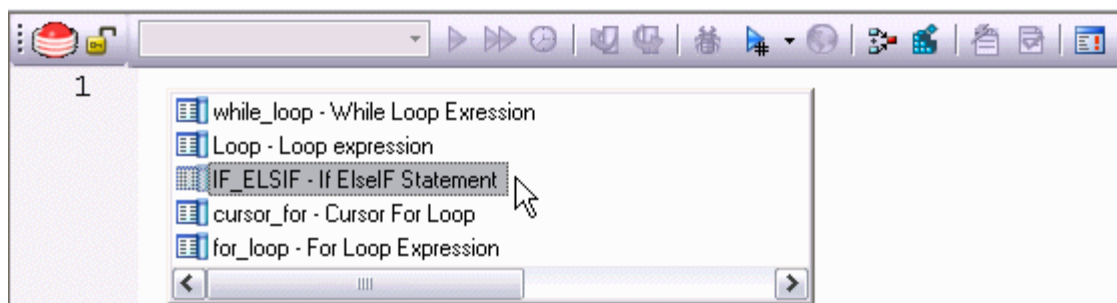 1
while_loop - While Loop Exression
Loop - Loop expression
IF_ELSIF - If ElseIF Statement
cursor_for - Cursor For Loop
for_loop - For Loop Expression